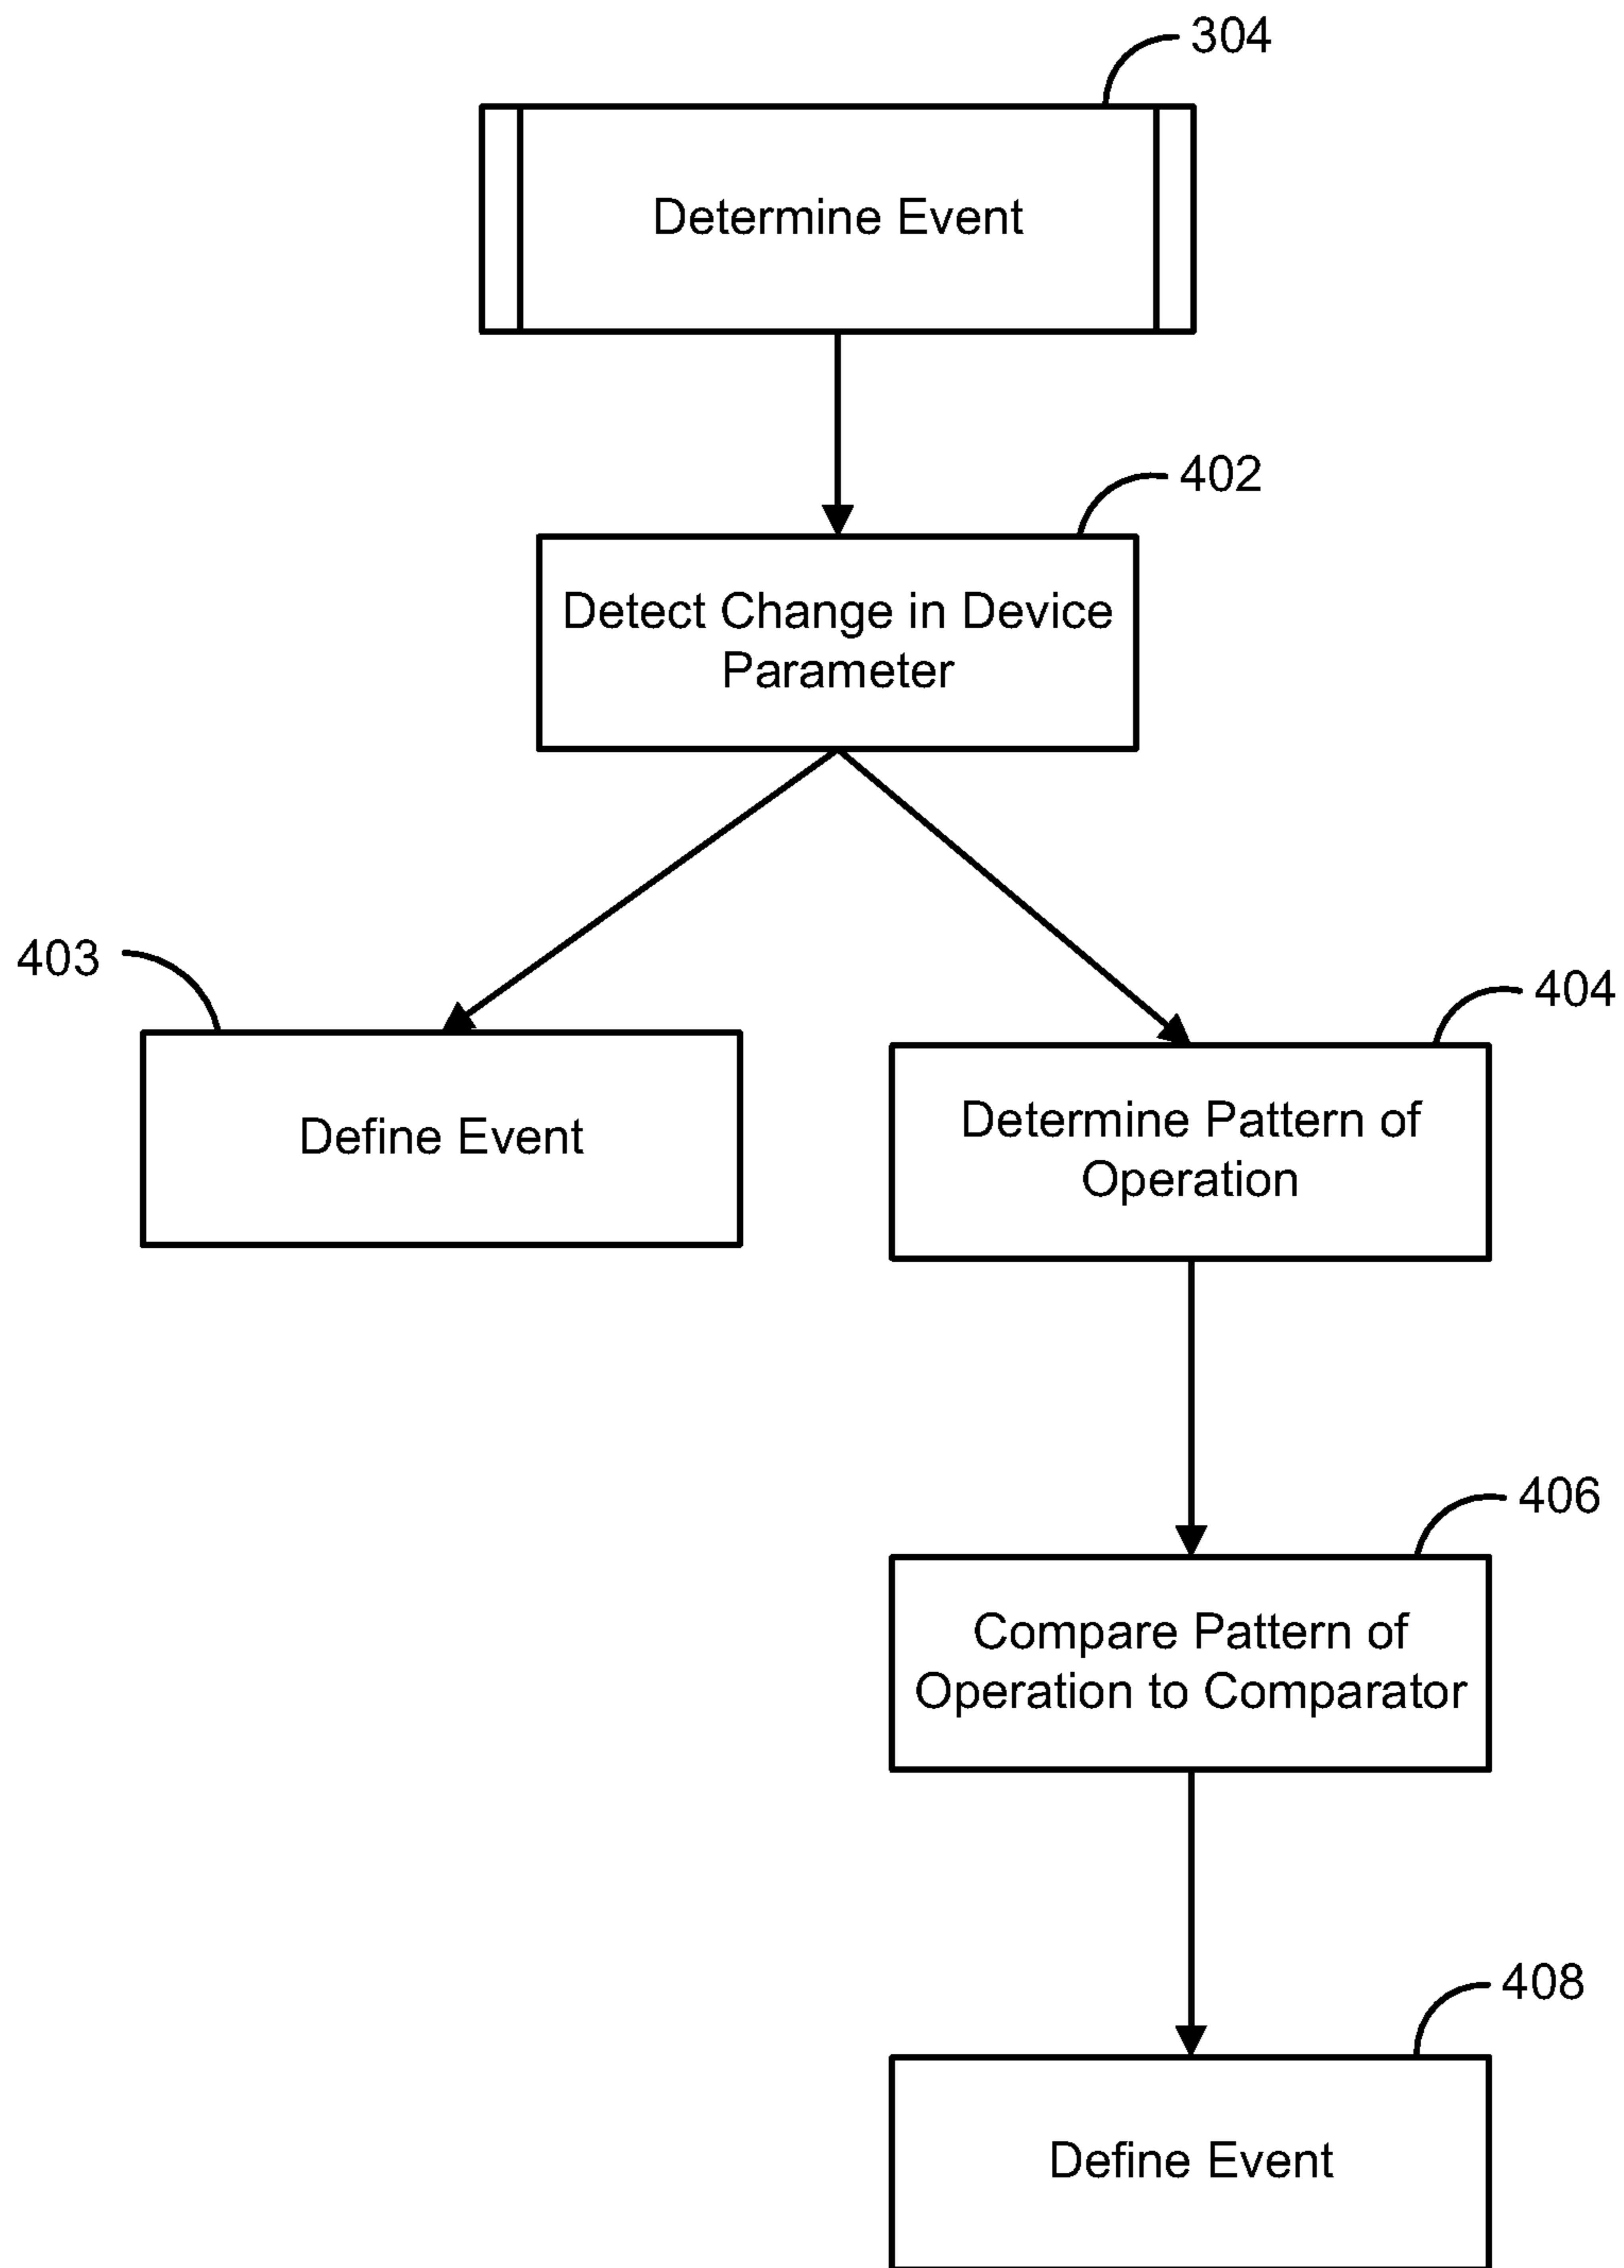 304
Determine Event
402
Detect Change in Device
Parameter
403
Define Event
404
Determine Pattern of
Operation
406
Compare Pattern of
Operation to Comparator
408
Define Event